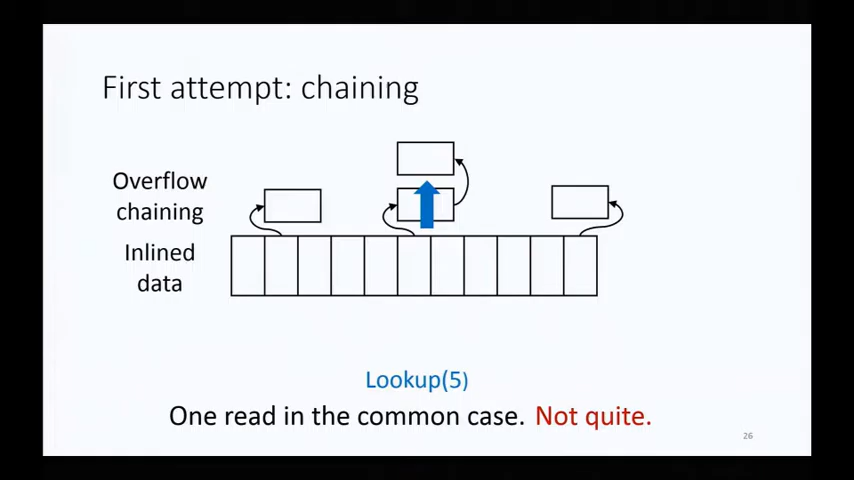 First attempt: chaining
Overflow
chaining
Inlined
data
Lookup(5)
One read in the common case. Not quite.
26